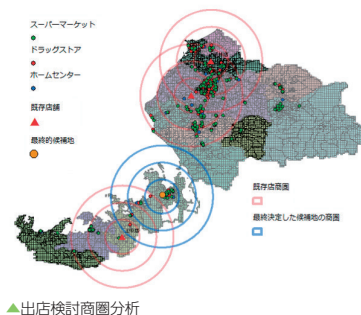 スーパーマーケット
ドラッグストア
ホームセンター
既存店舗
最終的候補地
既存店商圏
最終決定した候補地の商圏
▲出店検討商圏分析